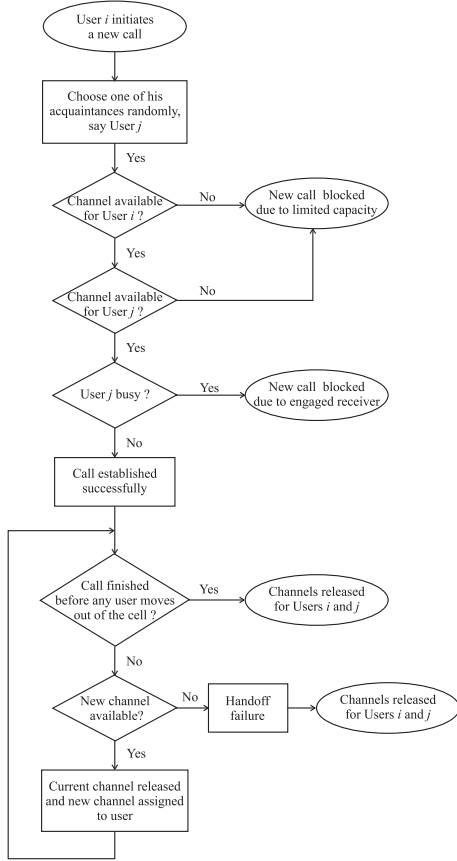 User i initiates
a new call
Choose one of his
acquaintances randomly,
say User j
Yes
Channel available
for User i ?
No
New call blocked
due to limited capacity
Yes
Channel available
for User j ?
No
Yes
User j busy ?
Yes
New call blocked
due to engaged receiver
No
Call established
successfully
Call finished
before any user moves
out of the cell ?
Yes
Channels released
for Users i and j
No
New channel
available?
No
Handoff
failure
Channels released
for Users i and j
Yes
Current channel released
and new channel assigned
to user